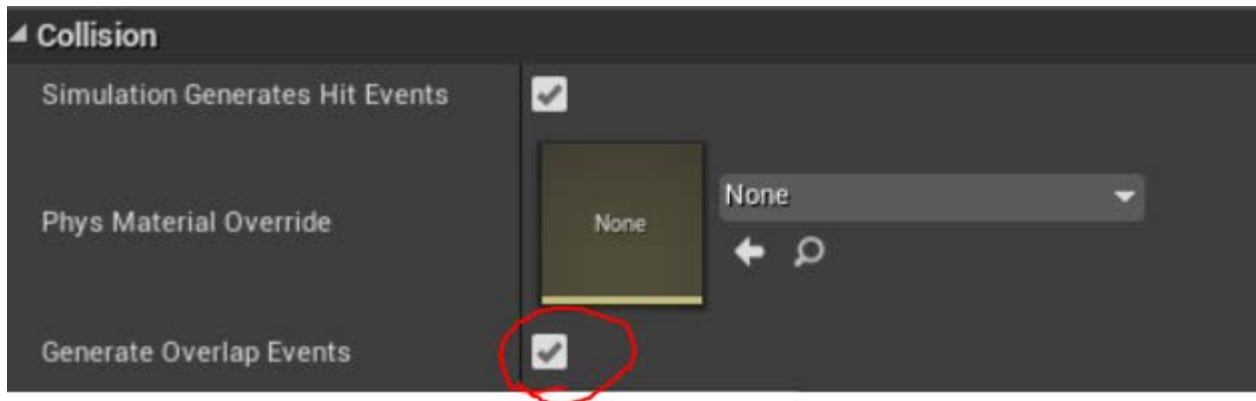 Collision
Simulation Generates Hit Events
Phys Material Override
None
None
Generate Overlap Events